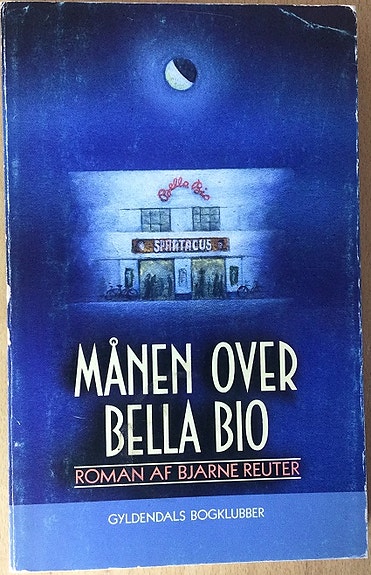 Bella Bio
SPARTACUS
MÅNEN OVER
BELLA BIO
ROMAN AF BJARNE REUTER
GYLDENDALS BOGKLUBBER